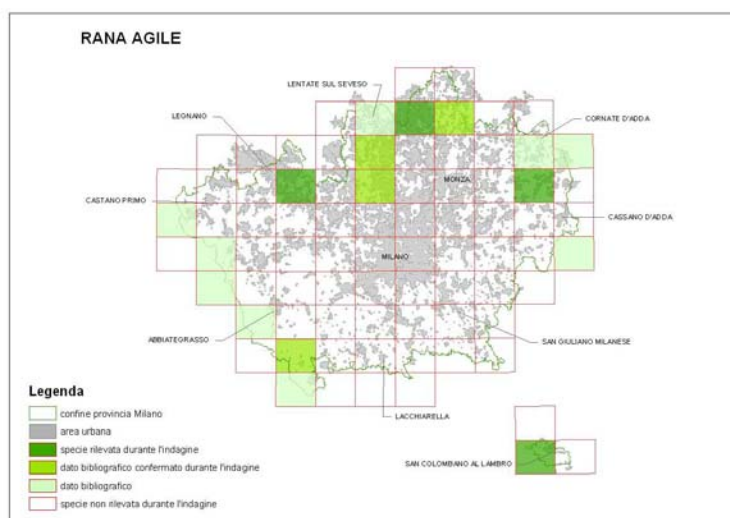 RANA AGILE
LENTATE SUL SEVESO
LEGNANO
CORNATE D'ADDA
MONZA
CASTANO PRIMO
CASSANO D'ADDA
MILANO
ABBIATEGRASSO
SAN GIULIANO MILANESE
LACCHIARELLA
SAN COLOMBANO AL LAMBRO
Legenda
confine provincia Milano
area urbana
specie rilevata durante l'indagine
dato bibliografico confermato durante l'indagine
dato bibliografico
specie non rilevata durante l'indagine